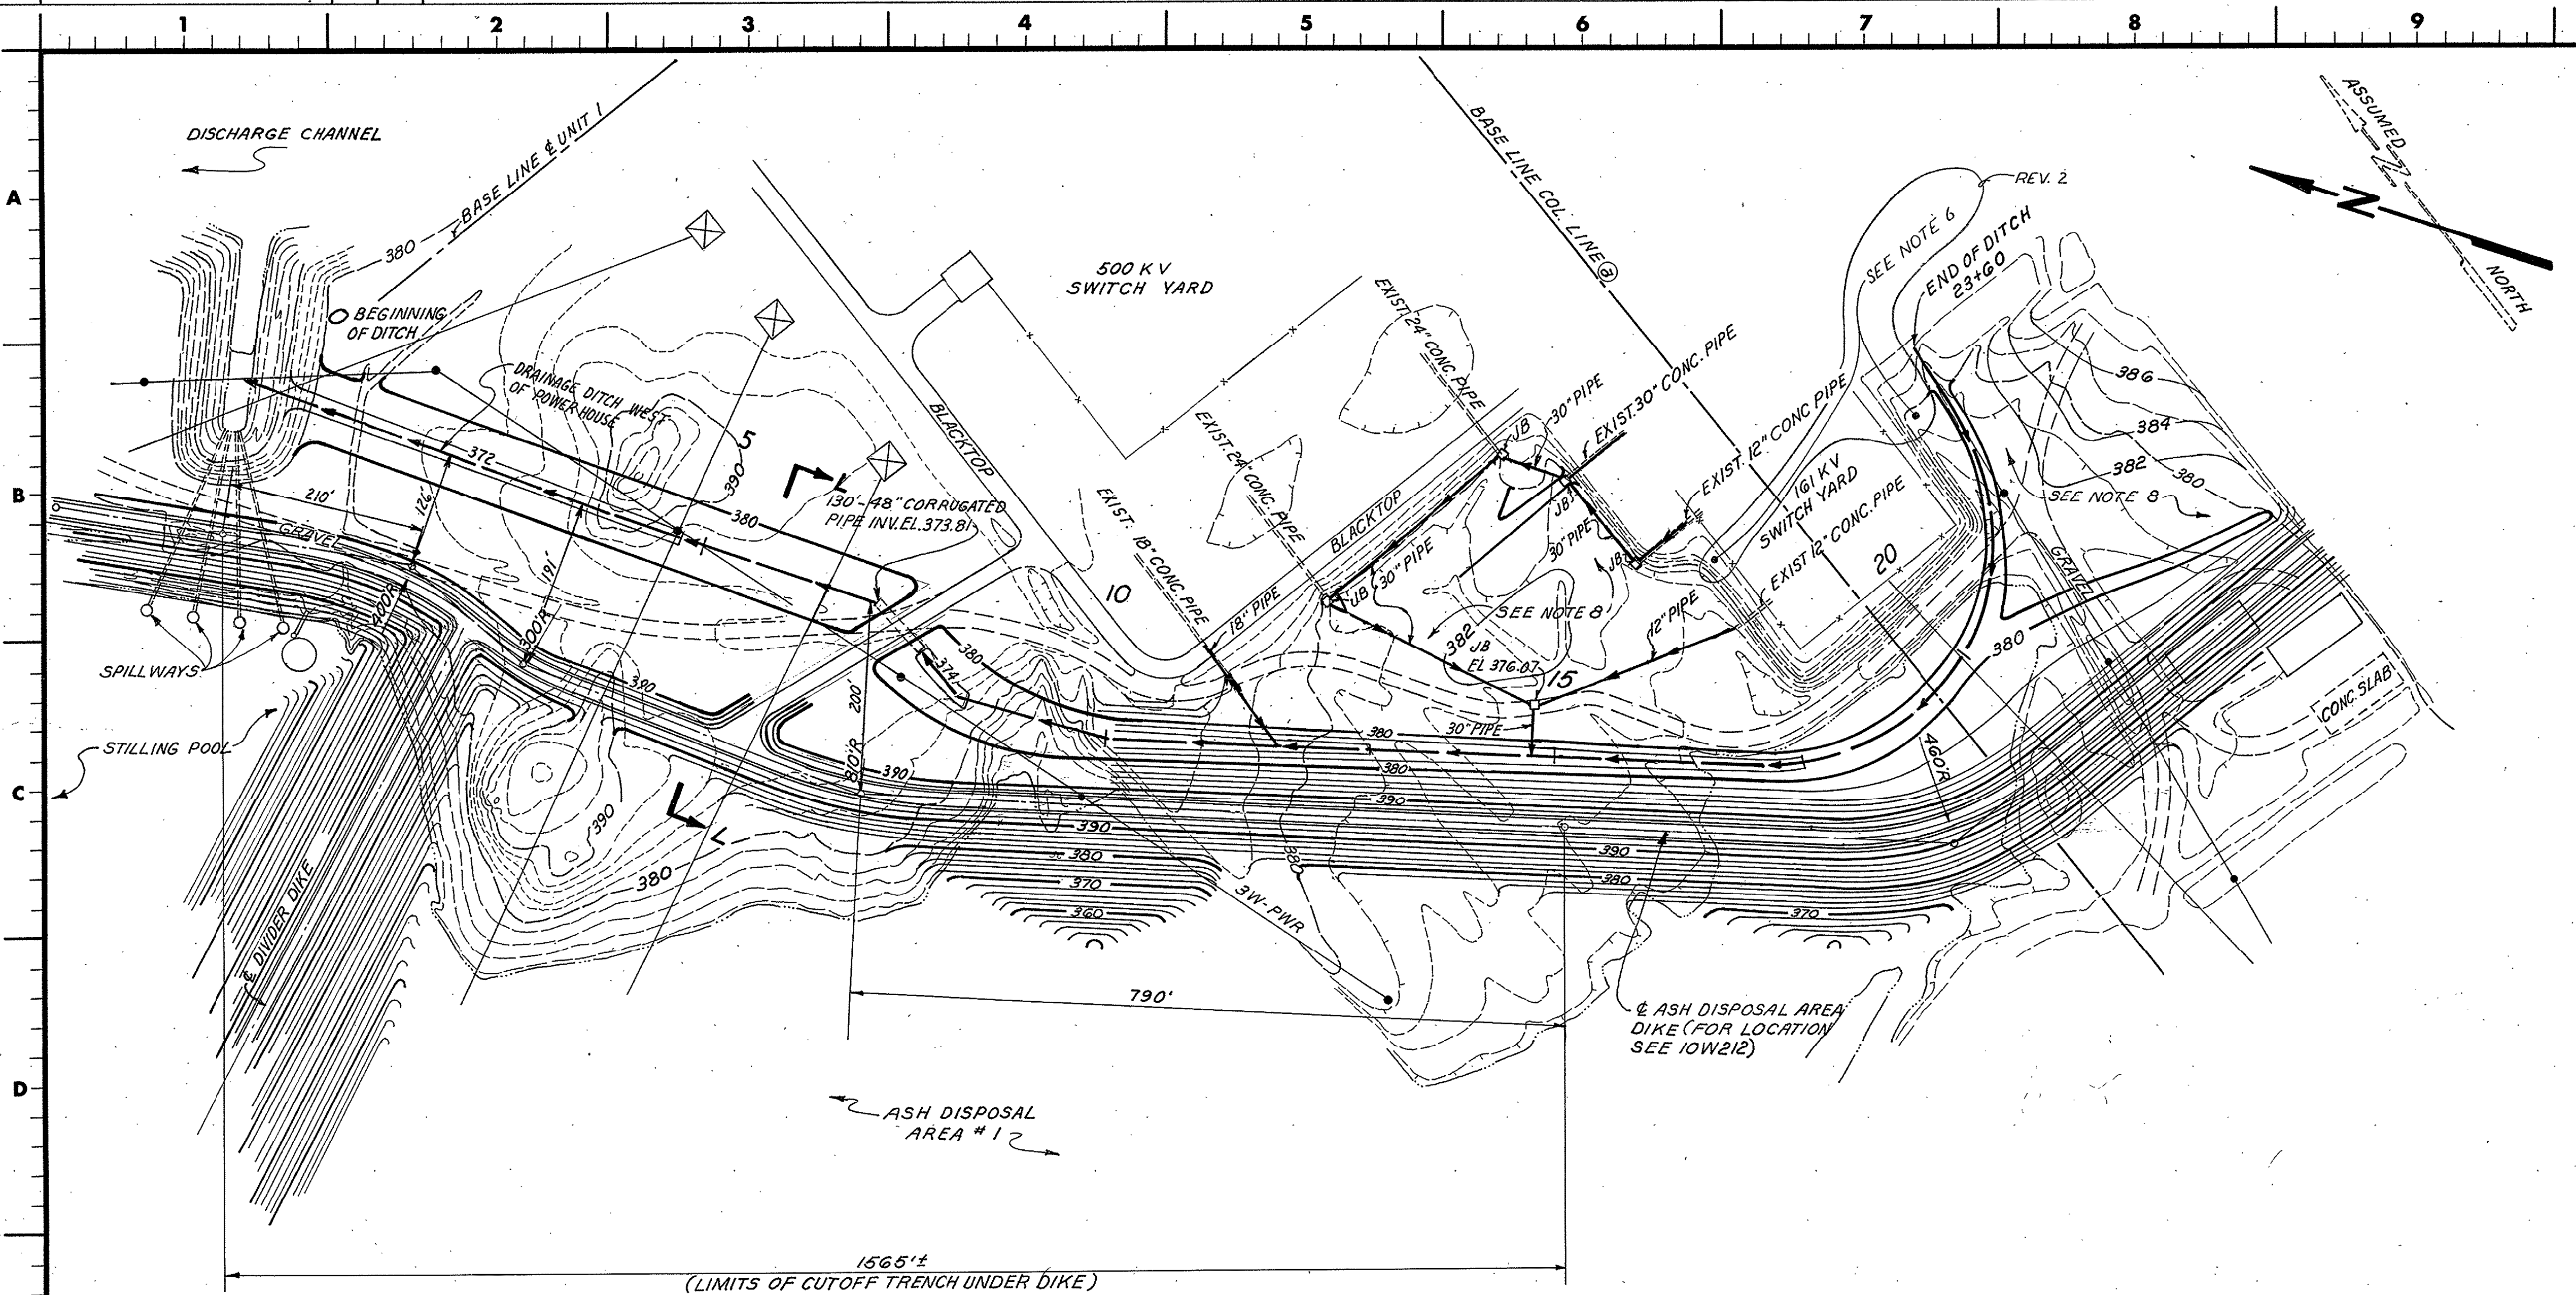 1 2 3 4 5 6 7 8 9
A
B
C
D
DISCHARGE CHANNEL
BASE LINE ℄ UNIT 1
380
O BEGINNING
OF DITCH
DRAINAGE DITCH WEST
OF POWER HOUSE
372
5
390
210'
126'
191'
GRAVEL
400'R
300'R
130'-48" CORRUGATED
PIPE INV.EL.373.81
380
L
SPILLWAYS
STILLING POOL
℄ DIVIDER DIKE
390
390
380
L
500 KV
SWITCH YARD
BLACKTOP
10
EXIST. 18" CONC. PIPE
EXIST. 24" CONC. PIPE
EXIST. 24" CONC. PIPE
18" PIPE
BLACKTOP
BASE LINE COL. LINE ⓐ
JB
30" PIPE
EXIST. 30" CONC. PIPE
JB
30" PIPE
JB
30" PIPE
JB
EXIST. 12" CONC PIPE
161 KV
SWITCH YARD
EXIST 12" CONC. PIPE
SEE NOTE 8
12" PIPE
382
JB
EL 376.67
15
30" PIPE
20
380
374
200'
810'R
390
380
380
390
390
380
370
360
380
3W-PWR
390
380
370
790'
℄ ASH DISPOSAL AREA
DIKE (FOR LOCATION
SEE 10W212)
ASH DISPOSAL
AREA #1
1565'±
(LIMITS OF CUTOFF TRENCH UNDER DIKE)
REV. 2
SEE NOTE 6
END OF DITCH
23+60
386
384
382
380
SEE NOTE 8
GRAVEL
380
460'R
CONC. SLAB
ASSUMED
N
NORTH
N